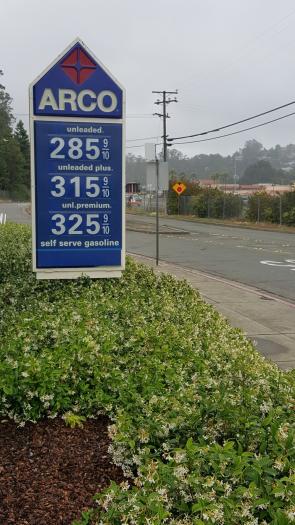 ARCO
unleaded.
285 9/10
unleaded plus.
315 9/10
unl.premium.
325 9/10
self serve gasoline